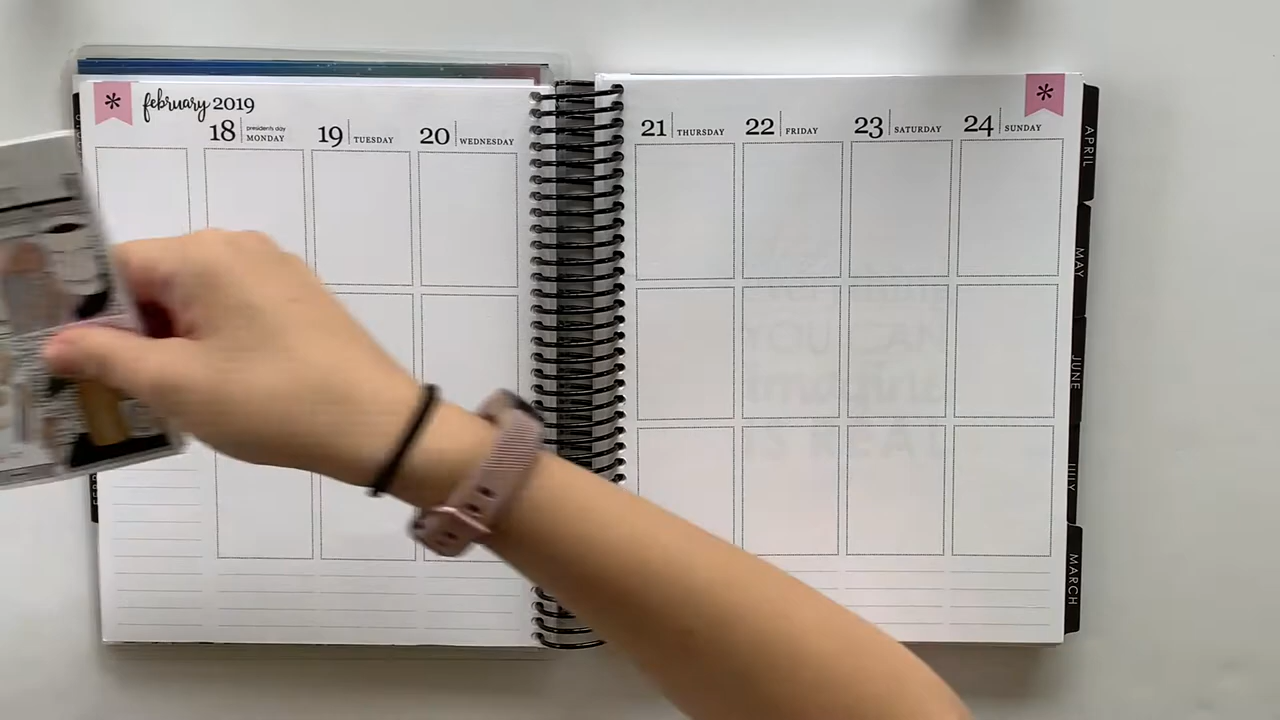 february 2019
18 presidents day MONDAY
19 TUESDAY
20 WEDNESDAY
21 THURSDAY
22 FRIDAY
23 SATURDAY
24 SUNDAY
APRIL
MAY
JUNE
JULY
MARCH